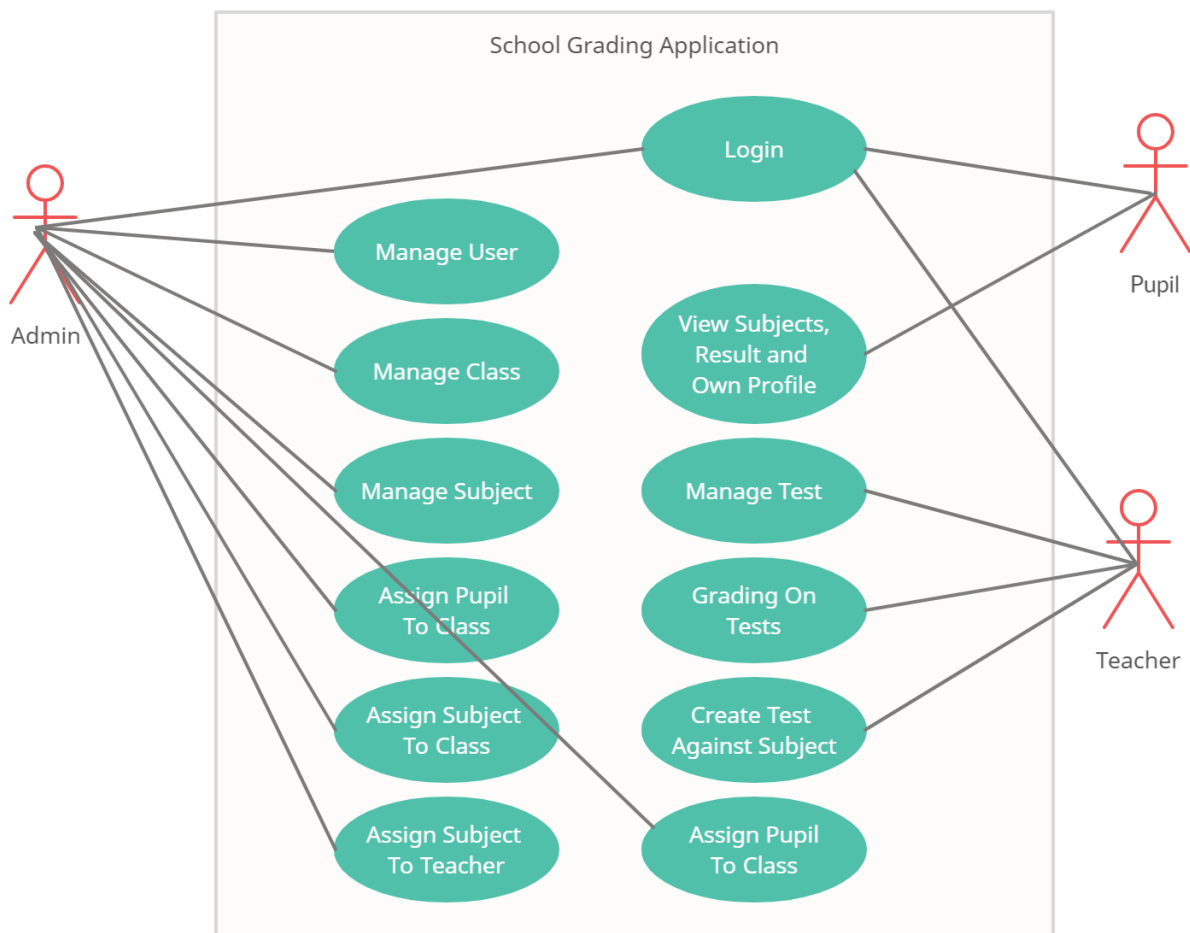 School Grading Application
Login
Manage User
Pupil
View Subjects,
Result and
Own Profile
Admin
Manage Class
Manage Subject
Manage Test
Assign Pupil
To Class
Grading On
Tests
Teacher
Assign Subject
To Class
Create Test
Against Subject
Assign Subject
To Teacher
Assign Pupil
To Class